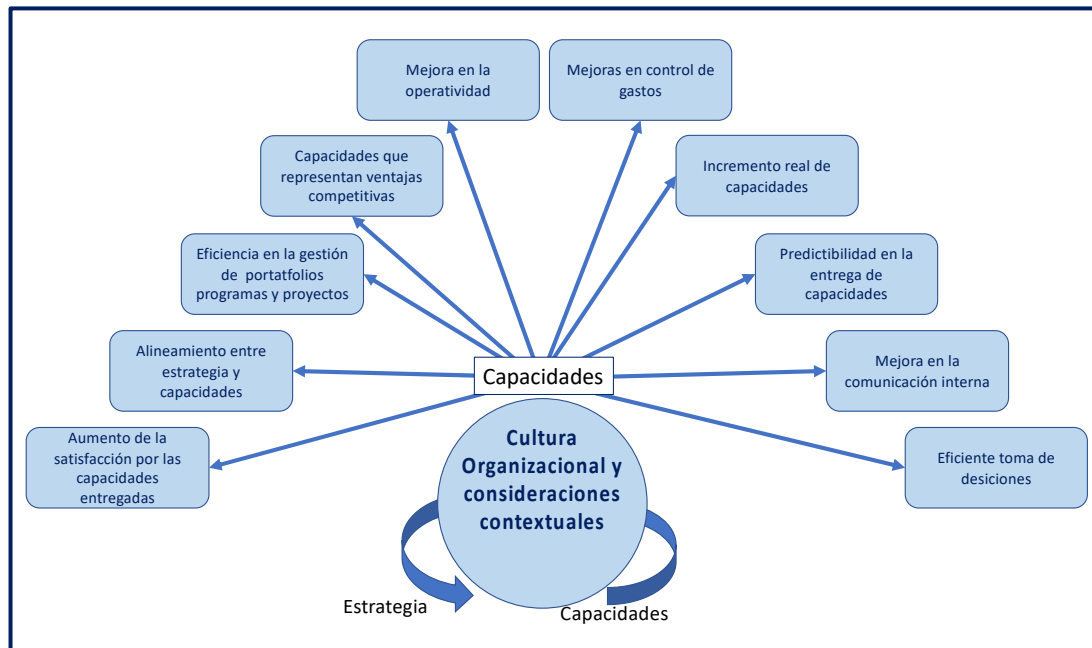 Mejora en la
operatividad
Mejoras en control de
gastos
Capacidades que
representan ventajas
competitivas
Incremento real de
capacidades
Eficiencia en la gestión
de portatfolios
programas y proyectos
Predictibilidad en la
entrega de
capacidades
Alineamiento entre
estrategia y
capacidades
Capacidades
Mejora en la
comunicación interna
Aumento de la
satisfacción por las
capacidades
entregadas
Cultura
Organizacional y
consideraciones
contextuales
Eficiente toma de
desiciones
Estrategia
Capacidades